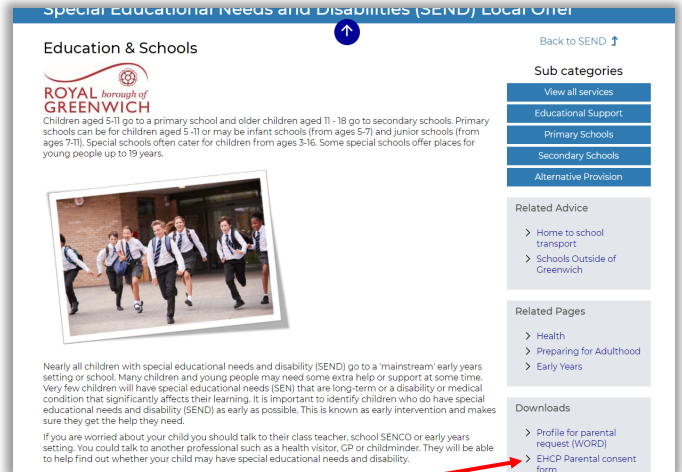 Special Educational Needs and Disabilities (SEND) Local Offer
Education & Schools
ROYAL borough of
GREENWICH
Children aged 5-11 go to a primary school and older children aged 11 - 18 go to secondary schools. Primary
schools can be for children aged 5 -11 or may be infant schools (from ages 5-7) and junior schools (from
ages 7-11). Special schools often cater for children from ages 3-16. Some special schools offer places for
young people up to 19 years.
Nearly all children with special educational needs and disability (SEND) go to a 'mainstream' early years
setting or school. Many children and young people may need some extra help or support at some time.
Very few children will have special educational needs (SEN) that are long-term or a disability or medical
condition that significantly affects their learning. It is important to identify children who do have special
educational needs and disability (SEND) as early as possible. This is known as early intervention and makes
sure they get the help they need.
If you are worried about your child you should talk to their class teacher, school SENCO or early years
setting. You could talk to another professional such as a health visitor, GP or childminder. They will be able
to help find out whether your child may have special educational needs and disability.
Back to SEND
Sub categories
View all services
Educational Support
Primary Schools
Secondary Schools
Alternative Provision
Related Advice
Home to school
transport
Schools Outside of
Greenwich
Related Pages
Health
Preparing for Adulthood
Early Years
Downloads
Profile for parental
request (WORD)
EHCP Parental consent
form